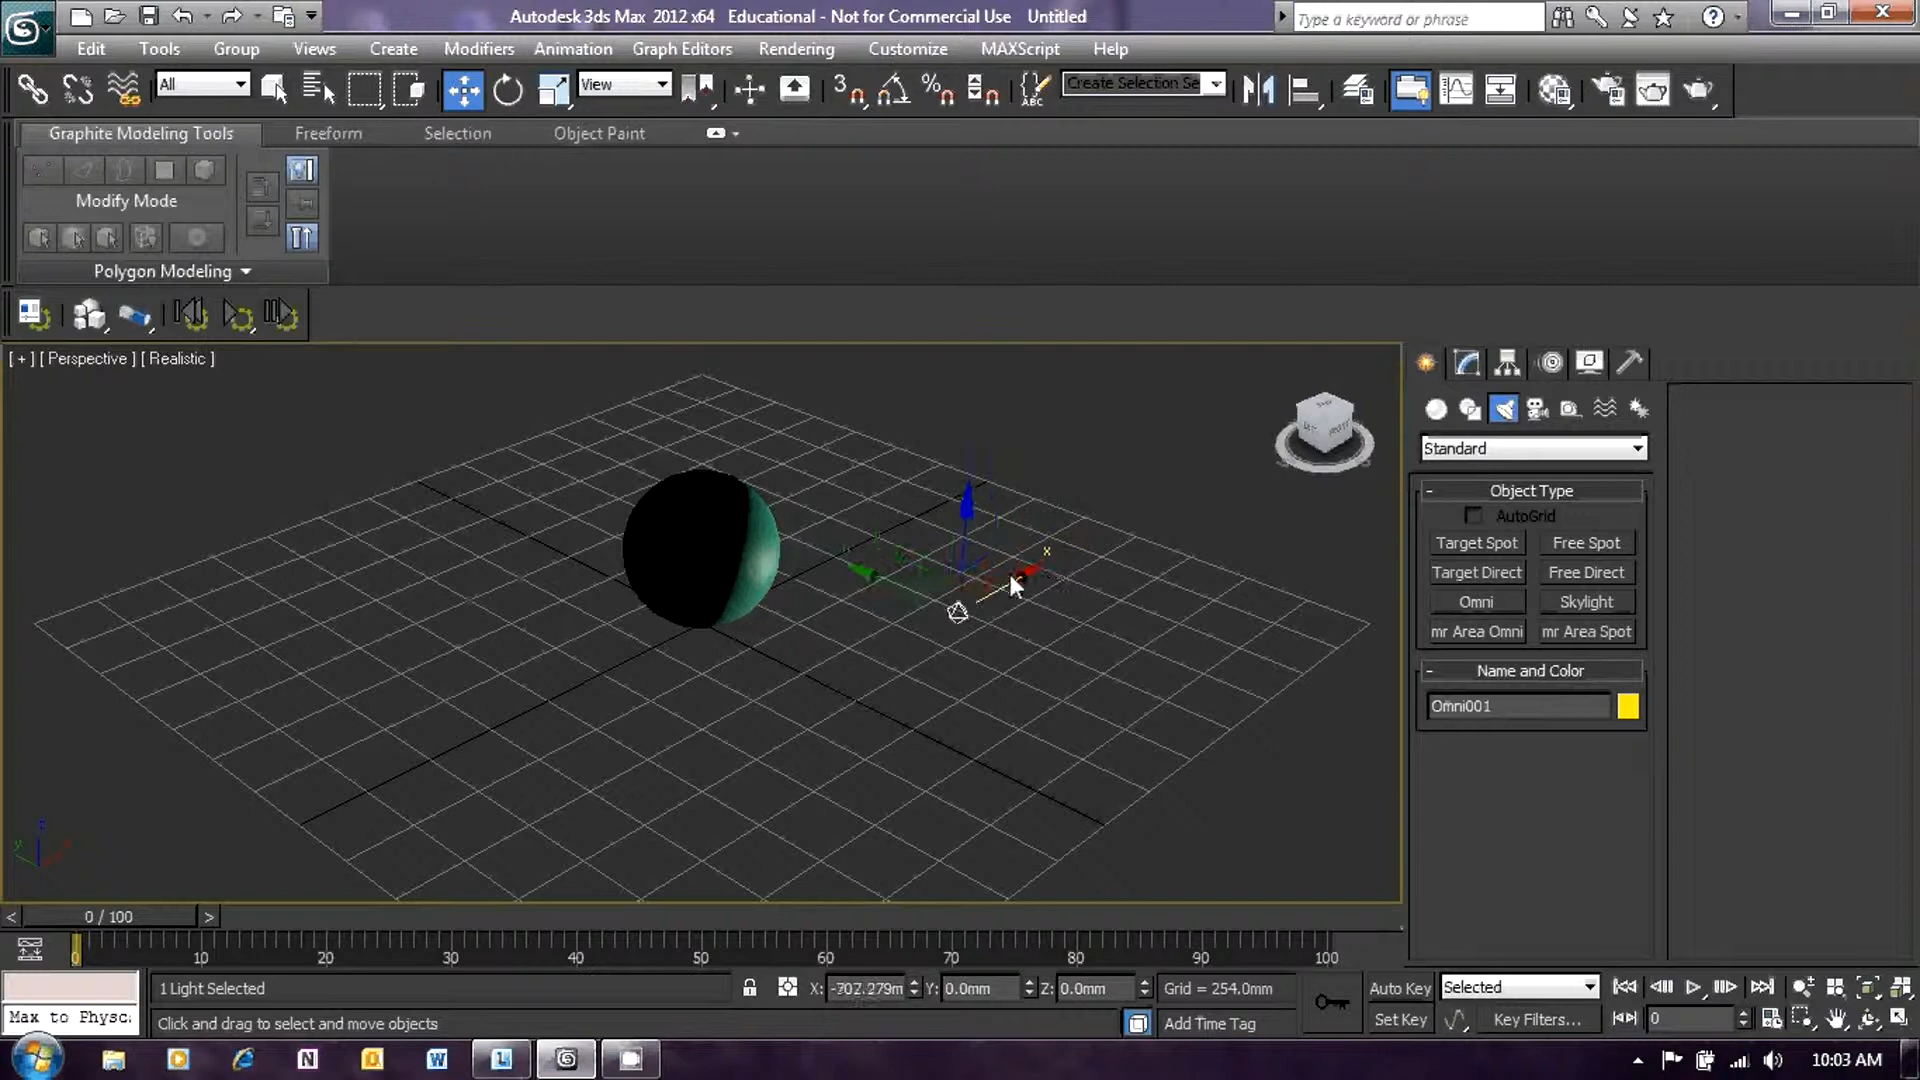 Autodesk 3ds Max 2012 x64 Educational - Not for Commercial Use Untitled
Type a keyword or phrase
Edit Tools Group Views Create Modifiers Animation Graph Editors Rendering Customize MAXScript Help
All View 3 ABC Create Selection Se
Graphite Modeling Tools Freeform Selection Object Paint
Modify Mode
Polygon Modeling
[ + ] [ Perspective ] [ Realistic ]
Standard
- Object Type
AutoGrid
Target Spot Free Spot
Target Direct Free Direct
Omni Skylight
mr Area Omni mr Area Spot
- Name and Color
Omni001
x
z
y
< 0 / 100 >
0 10 20 30 40 50 60 70 80 90 100
1 Light Selected X: -702.279m Y: 0.0mm Z: 0.0mm Grid = 254.0mm Auto Key Selected
Max to Physc: Click and drag to select and move objects Add Time Tag Set Key Key Filters... 0
10:03 AM